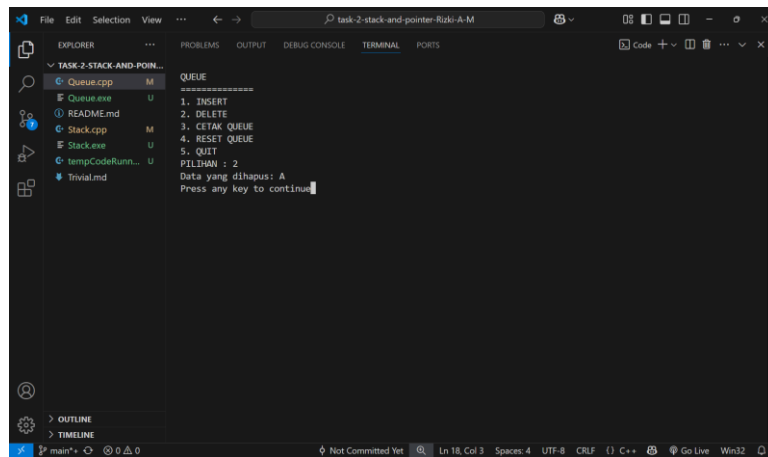 File Edit Selection View ... task-2-stack-and-pointer-Rizki-A-M
EXPLORER ...
TASK-2-STACK-AND-POIN...
Queue.cpp M
Queue.exe U
README.md
Stack.cpp M
Stack.exe U
tempCodeRunn... U
Trivial.md
OUTLINE
TIMELINE
7
PROBLEMS OUTPUT DEBUG CONSOLE TERMINAL PORTS Code
QUEUE
==============
1. INSERT
2. DELETE
3. CETAK QUEUE
4. RESET QUEUE
5. QUIT
PILIHAN : 2
Data yang dihapus: A
Press any key to continue
main*+ 0 0 Not Committed Yet Ln 18, Col 3 Spaces: 4 UTF-8 CRLF {} C++ Go Live Win32